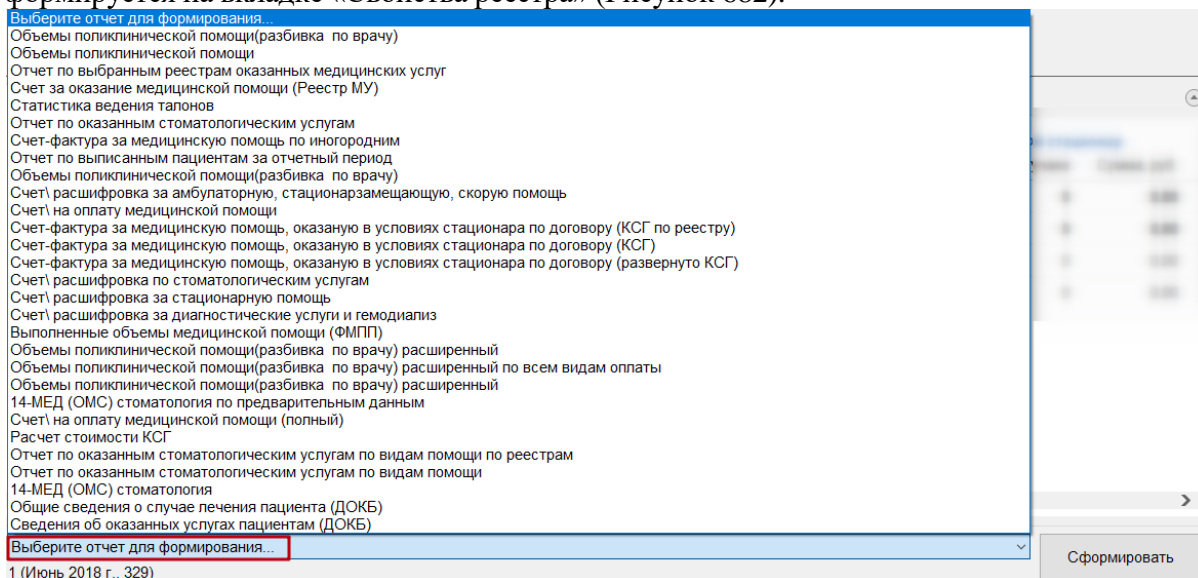 формируется на вкладке «Свойства реестра» (Рисунок 682).
Выберите отчет для формирования...
Объемы поликлинической помощи(разбивка по врачу)
Объемы поликлинической помощи
Отчет по выбранным реестрам оказанных медицинских услуг
Счет за оказание медицинской помощи (Реестр МУ)
Статистика ведения талонов
Отчет по оказанным стоматологическим услугам
Счет-фактура за медицинскую помощь по иногородним
Отчет по выписанным пациентам за отчетный период
Объемы поликлинической помощи(разбивка по врачу)
Счет\ расшифровка за амбулаторную, стационарзамещающую, скорую помощь
Счет\ на оплату медицинской помощи
Счет-фактура за медицинскую помощь, оказаную в условиях стационара по договору (КСГ по реестру)
Счет-фактура за медицинскую помощь, оказаную в условиях стационара по договору (КСГ)
Счет-фактура за медицинскую помощь, оказаную в условиях стационара по договору (развернуто КСГ)
Счет\ расшифровка по стоматологическим услугам
Счет\ расшифровка за стационарную помощь
Счет\ расшифровка за диагностические услуги и гемодиализ
Выполненные объемы медицинской помощи (ФМПП)
Объемы поликлинической помощи(разбивка по врачу) расширенный
Объемы поликлинической помощи(разбивка по врачу) расширенный по всем видам оплаты
Объемы поликлинической помощи(разбивка по врачу) расширенный
14-МЕД (ОМС) стоматология по предварительным данным
Счет\ на оплату медицинской помощи (полный)
Расчет стоимости КСГ
Отчет по оказанным стоматологическим услугам по видам помощи по реестрам
Отчет по оказанным стоматологическим услугам по видам помощи
14-МЕД (ОМС) стоматология
Общие сведения о случае лечения пациента (ДОКБ)
Сведения об оказанных услугах пациентам (ДОКБ)
Выберите отчет для формирования...
Сформировать
1 (Июнь 2018 г., 329)